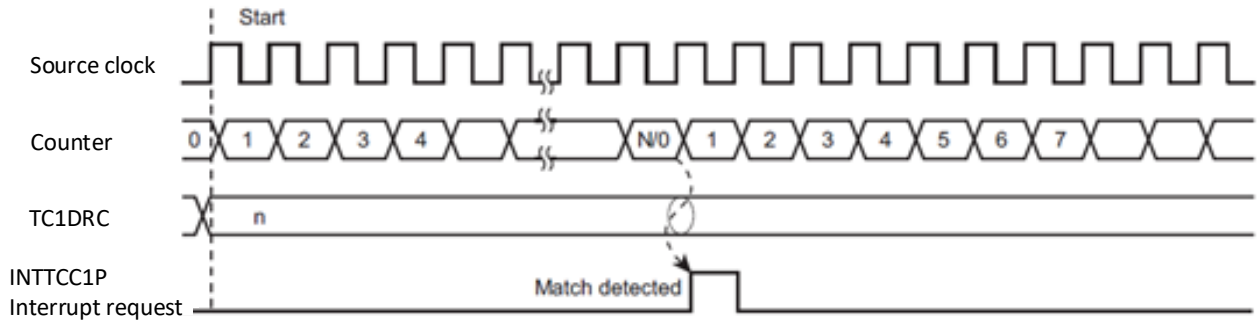 Start
Source clock
Counter 0 1 2 3 4 N/0 1 2 3 4 5 6 7
TC1DRC n
INTTCC1P
Interrupt request Match detected